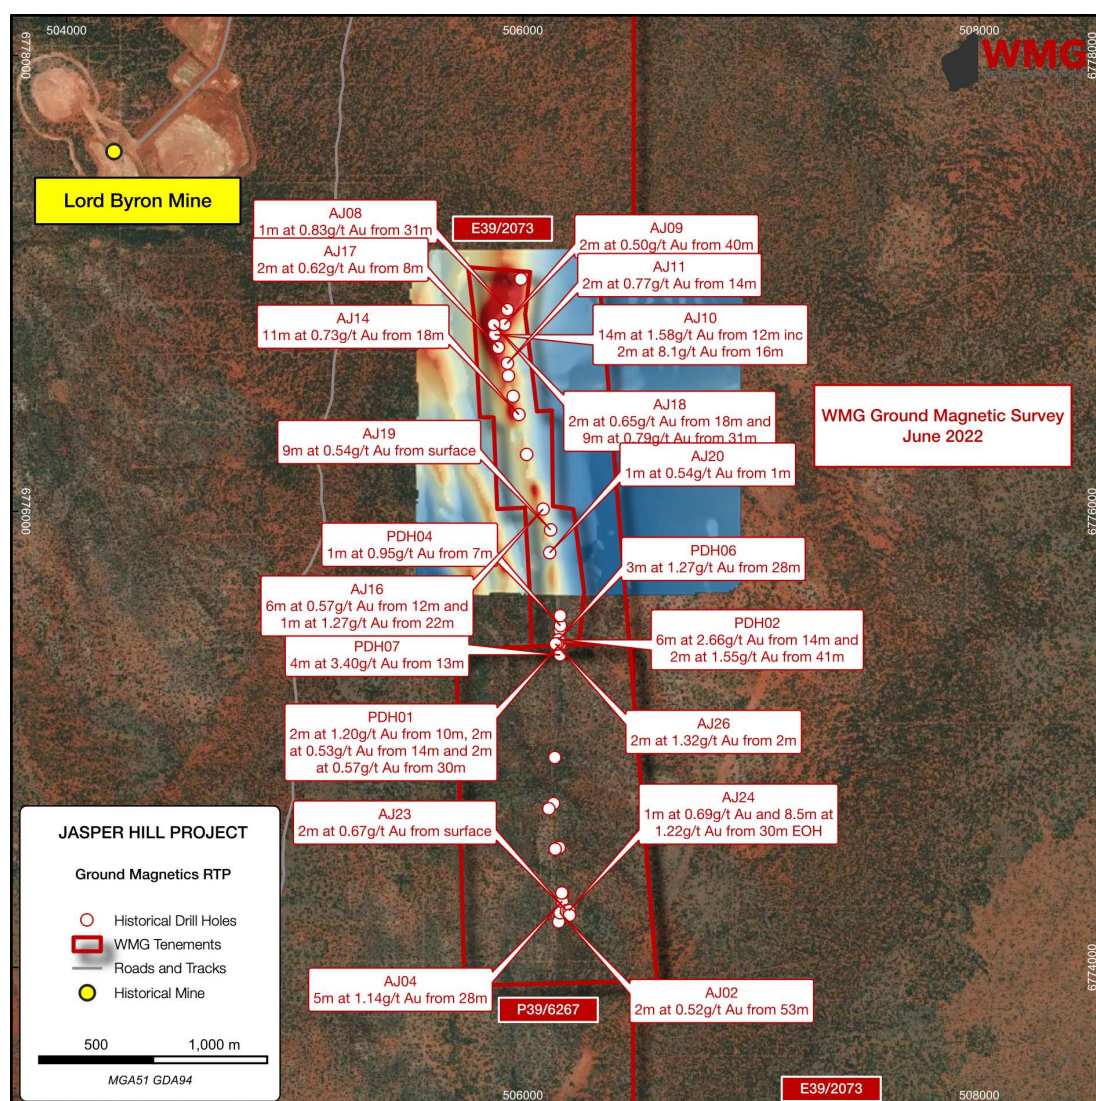 504000
506000
508000
6778000
6778000
WMG
Lord Byron Mine
AJ08
1m at 0.83g/t Au from 31m
E39/2073
AJ09
2m at 0.50g/t Au from 40m
AJ17
2m at 0.62g/t Au from 8m
AJ11
2m at 0.77g/t Au from 14m
AJ14
11m at 0.73g/t Au from 18m
AJ10
14m at 1.58g/t Au from 12m inc
2m at 8.1g/t Au from 16m
WMG Ground Magnetic Survey
June 2022
AJ18
2m at 0.65g/t Au from 18m and
9m at 0.79g/t Au from 31m
AJ19
9m at 0.54g/t Au from surface
AJ20
1m at 0.54g/t Au from 1m
6776000
6776000
PDH04
1m at 0.95g/t Au from 7m
PDH06
3m at 1.27g/t Au from 28m
AJ16
6m at 0.57g/t Au from 12m and
1m at 1.27g/t Au from 22m
PDH02
6m at 2.66g/t Au from 14m and
2m at 1.55g/t Au from 41m
PDH07
4m at 3.40g/t Au from 13m
PDH01
2m at 1.20g/t Au from 10m, 2m
at 0.53g/t Au from 14m and 2m
at 0.57g/t Au from 30m
AJ26
2m at 1.32g/t Au from 2m
AJ23
2m at 0.67g/t Au from surface
AJ24
1m at 0.69g/t Au and 8.5m at
1.22g/t Au from 30m EOH
JASPER HILL PROJECT
Ground Magnetics RTP
Historical Drill Holes
WMG Tenements
Roads and Tracks
Historical Mine
500
1,000 m
MGA51 GDA94
AJ04
5m at 1.14g/t Au from 28m
AJ02
2m at 0.52g/t Au from 53m
6774000
P39/6267
E39/2073
506000
508000